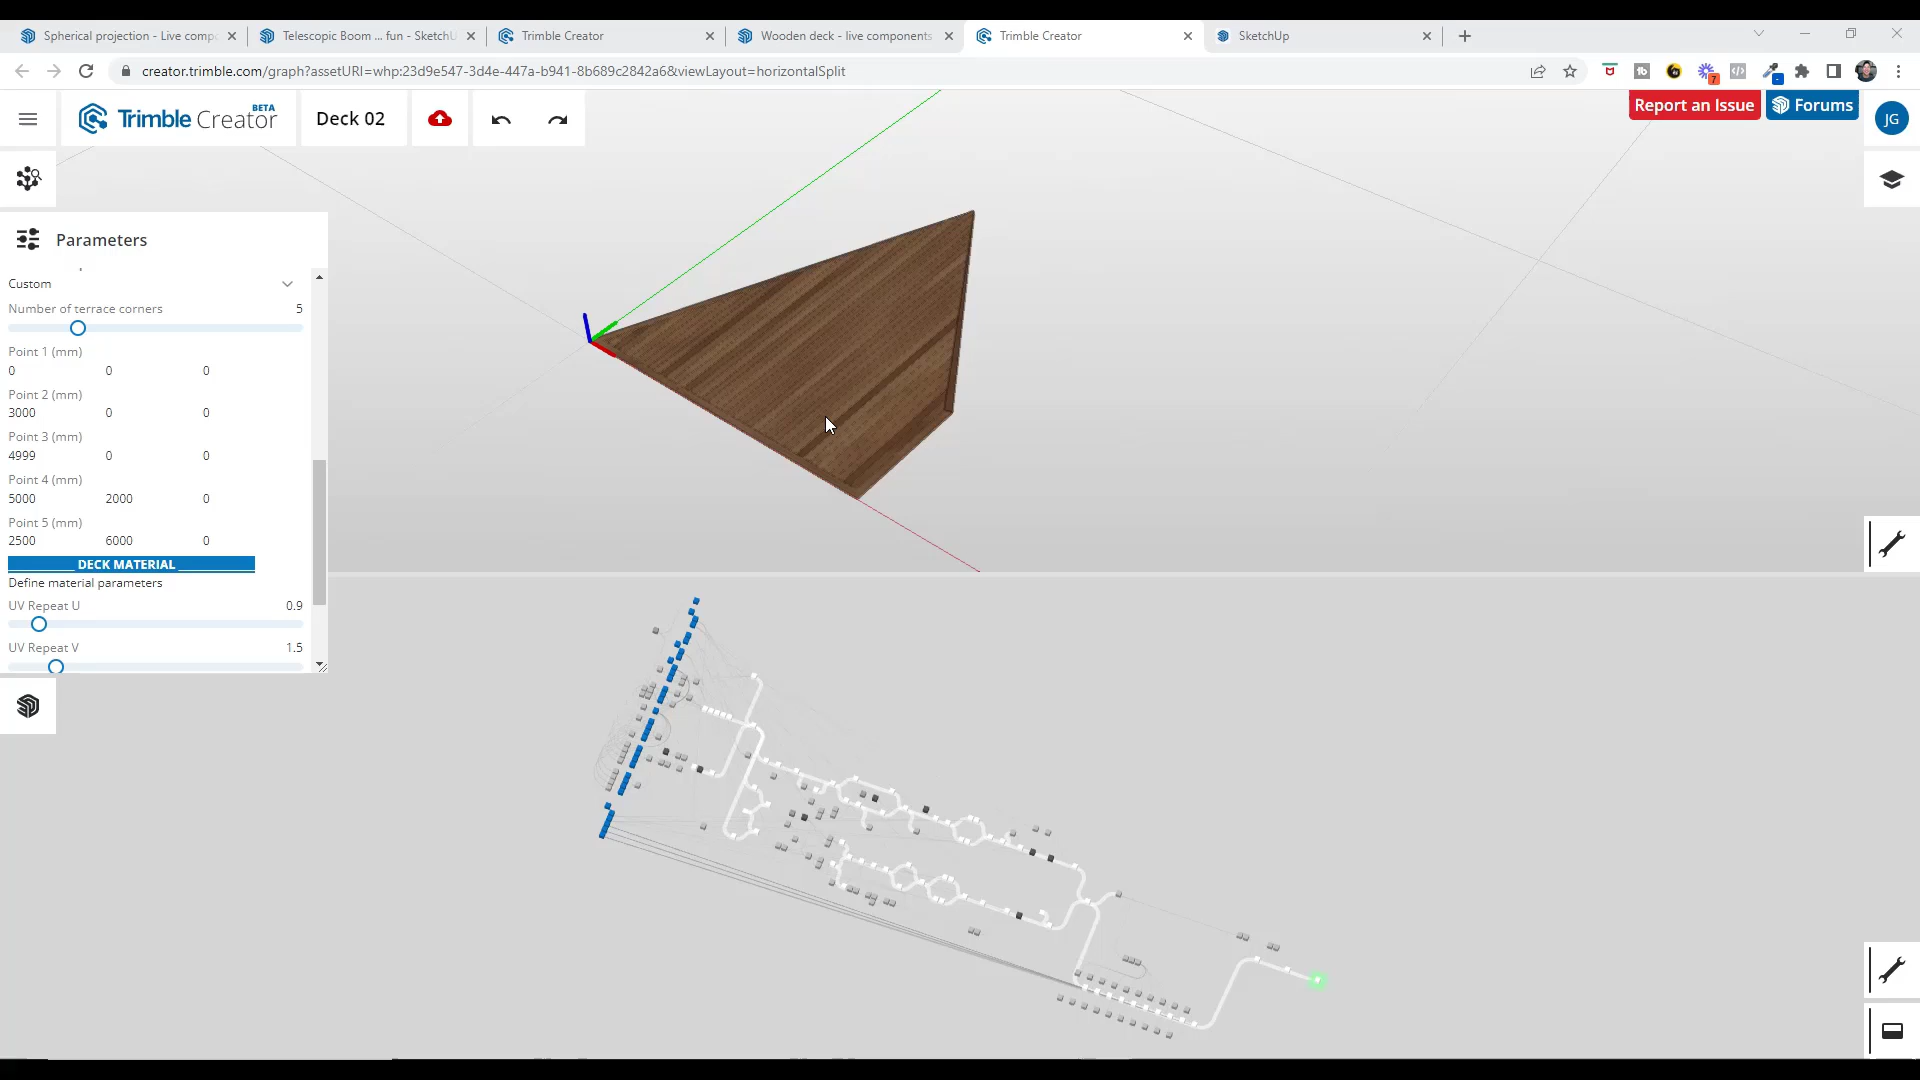 Spherical projection - Live comp
Telescopic Boom ... fun - SketchU
Trimble Creator
Wooden deck - live components
Trimble Creator
SketchUp
creator.trimble.com/graph?assetURI=whp:23d9e547-3d4e-447a-b941-8b689c2842a6&viewLayout=horizontalSplit
7
Trimble Creator
BETA
Deck 02
Report an Issue
Forums
JG
Parameters
Custom
Number of terrace corners 5
Point 1 (mm)
0 0 0
Point 2 (mm)
3000 0 0
Point 3 (mm)
4999 0 0
Point 4 (mm)
5000 2000 0
Point 5 (mm)
2500 6000 0
DECK MATERIAL
Define material parameters
UV Repeat U 0.9
UV Repeat V 1.5